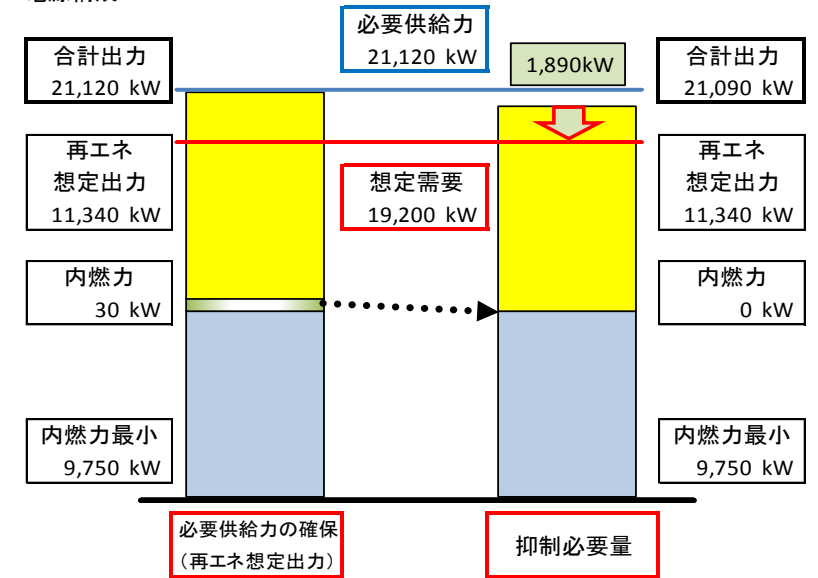 必要供給力
21,120 kW
1,890kW
合計出力
21,120 kW
合計出力
21,090 kW
再エネ
想定出力
11,340 kW
想定需要
19,200 kW
再エネ
想定出力
11,340 kW
内燃力
30 kW
内燃力
0 kW
内燃力最小
9,750 kW
内燃力最小
9,750 kW
必要供給力の確保
（再エネ想定出力）
抑制必要量